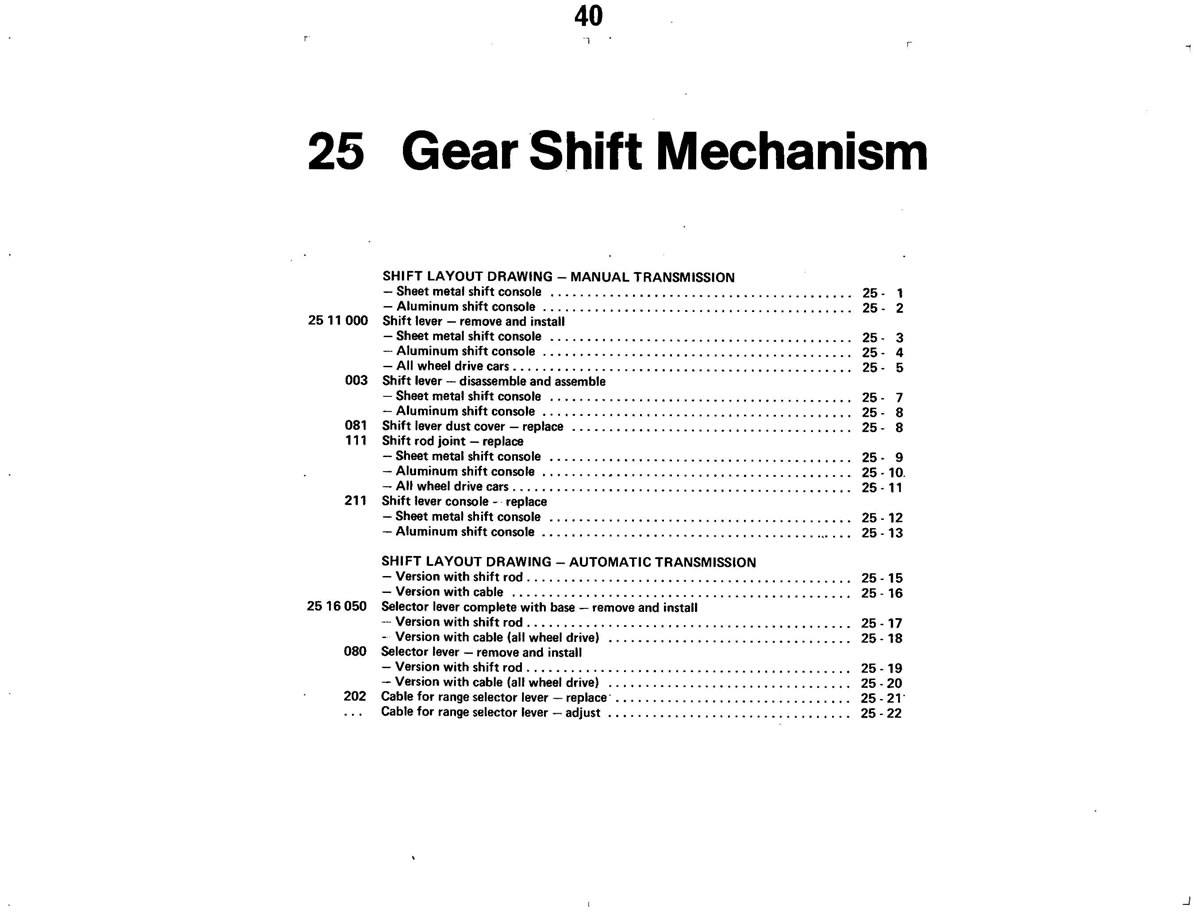 40
25 Gear Shift Mechanism
SHIFT LAYOUT DRAWING – MANUAL TRANSMISSION
– Sheet metal shift console ........................................ 25 - 1
– Aluminum shift console ......................................... 25 - 2
25 11 000 Shift lever – remove and install
– Sheet metal shift console ........................................ 25 - 3
– Aluminum shift console ......................................... 25 - 4
– All wheel drive cars ............................................. 25 - 5
003 Shift lever – disassemble and assemble
– Sheet metal shift console ........................................ 25 - 7
– Aluminum shift console ......................................... 25 - 8
081 Shift lever dust cover – replace ..................................... 25 - 8
111 Shift rod joint – replace
– Sheet metal shift console ........................................ 25 - 9
– Aluminum shift console ......................................... 25 - 10
– All wheel drive cars ............................................. 25 - 11
211 Shift lever console - replace
– Sheet metal shift console ........................................ 25 - 12
– Aluminum shift console ......................................... 25 - 13
SHIFT LAYOUT DRAWING – AUTOMATIC TRANSMISSION
– Version with shift rod ........................................... 25 - 15
– Version with cable ............................................. 25 - 16
25 16 050 Selector lever complete with base – remove and install
– Version with shift rod ........................................... 25 - 17
- Version with cable (all wheel drive) ................................ 25 - 18
080 Selector lever – remove and install
– Version with shift rod ........................................... 25 - 19
– Version with cable (all wheel drive) ................................ 25 - 20
202 Cable for range selector lever – replace ................................ 25 - 21
... Cable for range selector lever – adjust ................................ 25 - 22